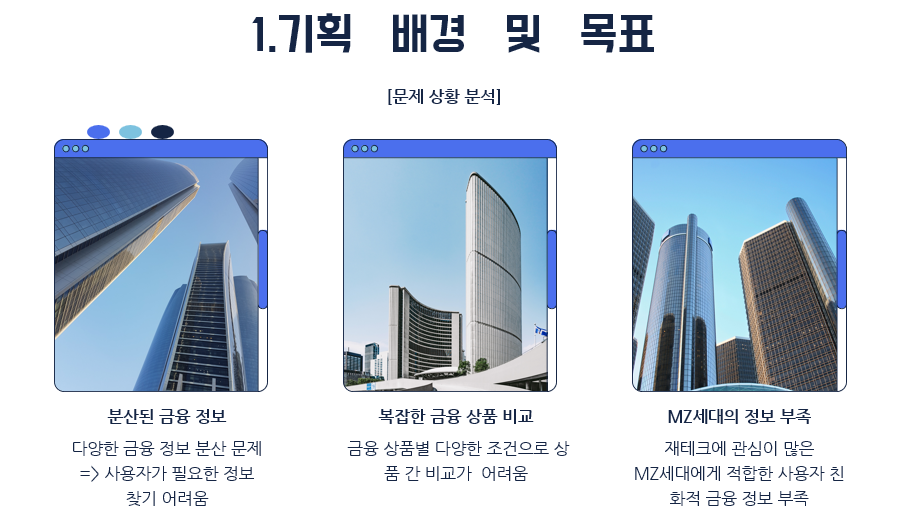 1.기획 배경 및 목표
[문제 상황 분석]
분산된 금융 정보
다양한 금융 정보 분산 문제
=> 사용자가 필요한 정보
찾기 어려움
복잡한 금융 상품 비교
금융 상품별 다양한 조건으로 상
품 간 비교가 어려움
MZ세대의 정보 부족
재테크에 관심이 많은
MZ세대에게 적합한 사용자 친
화적 금융 정보 부족